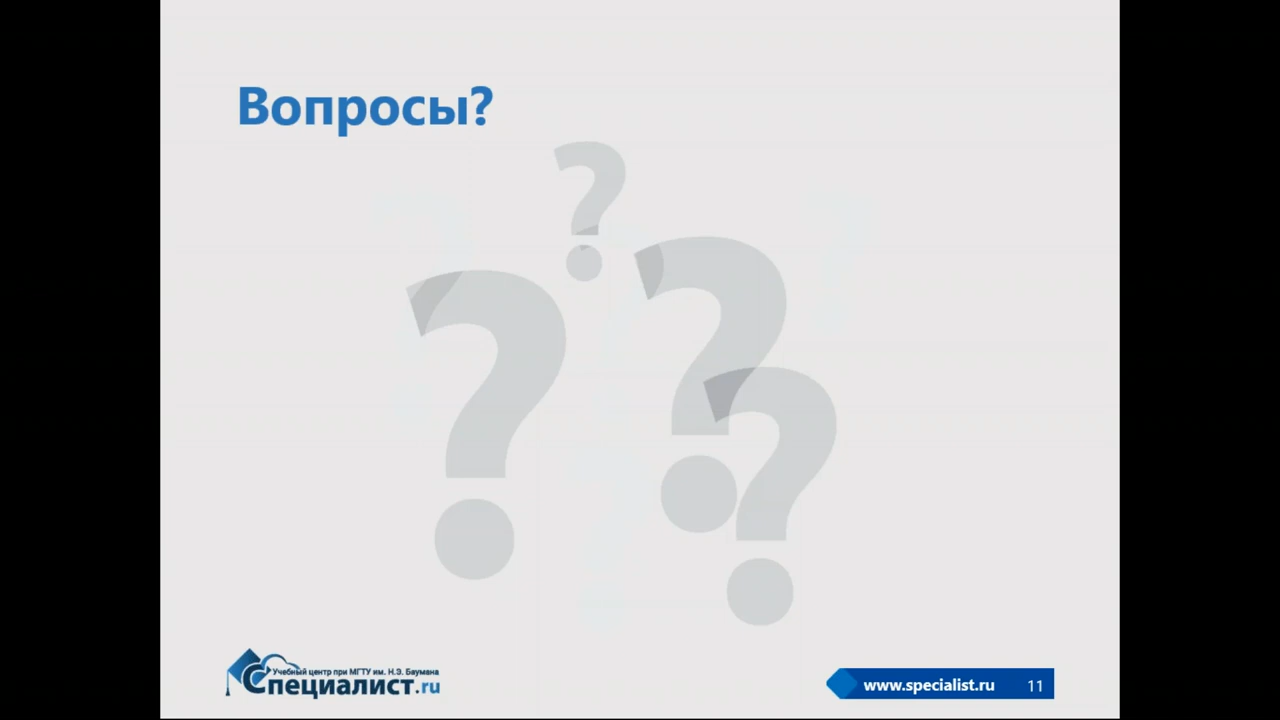 Вопросы?
?
?
?
?
Учебный центр при МГТУ им. Н.Э. Баумана
Специалист.ru
www.specialist.ru 11